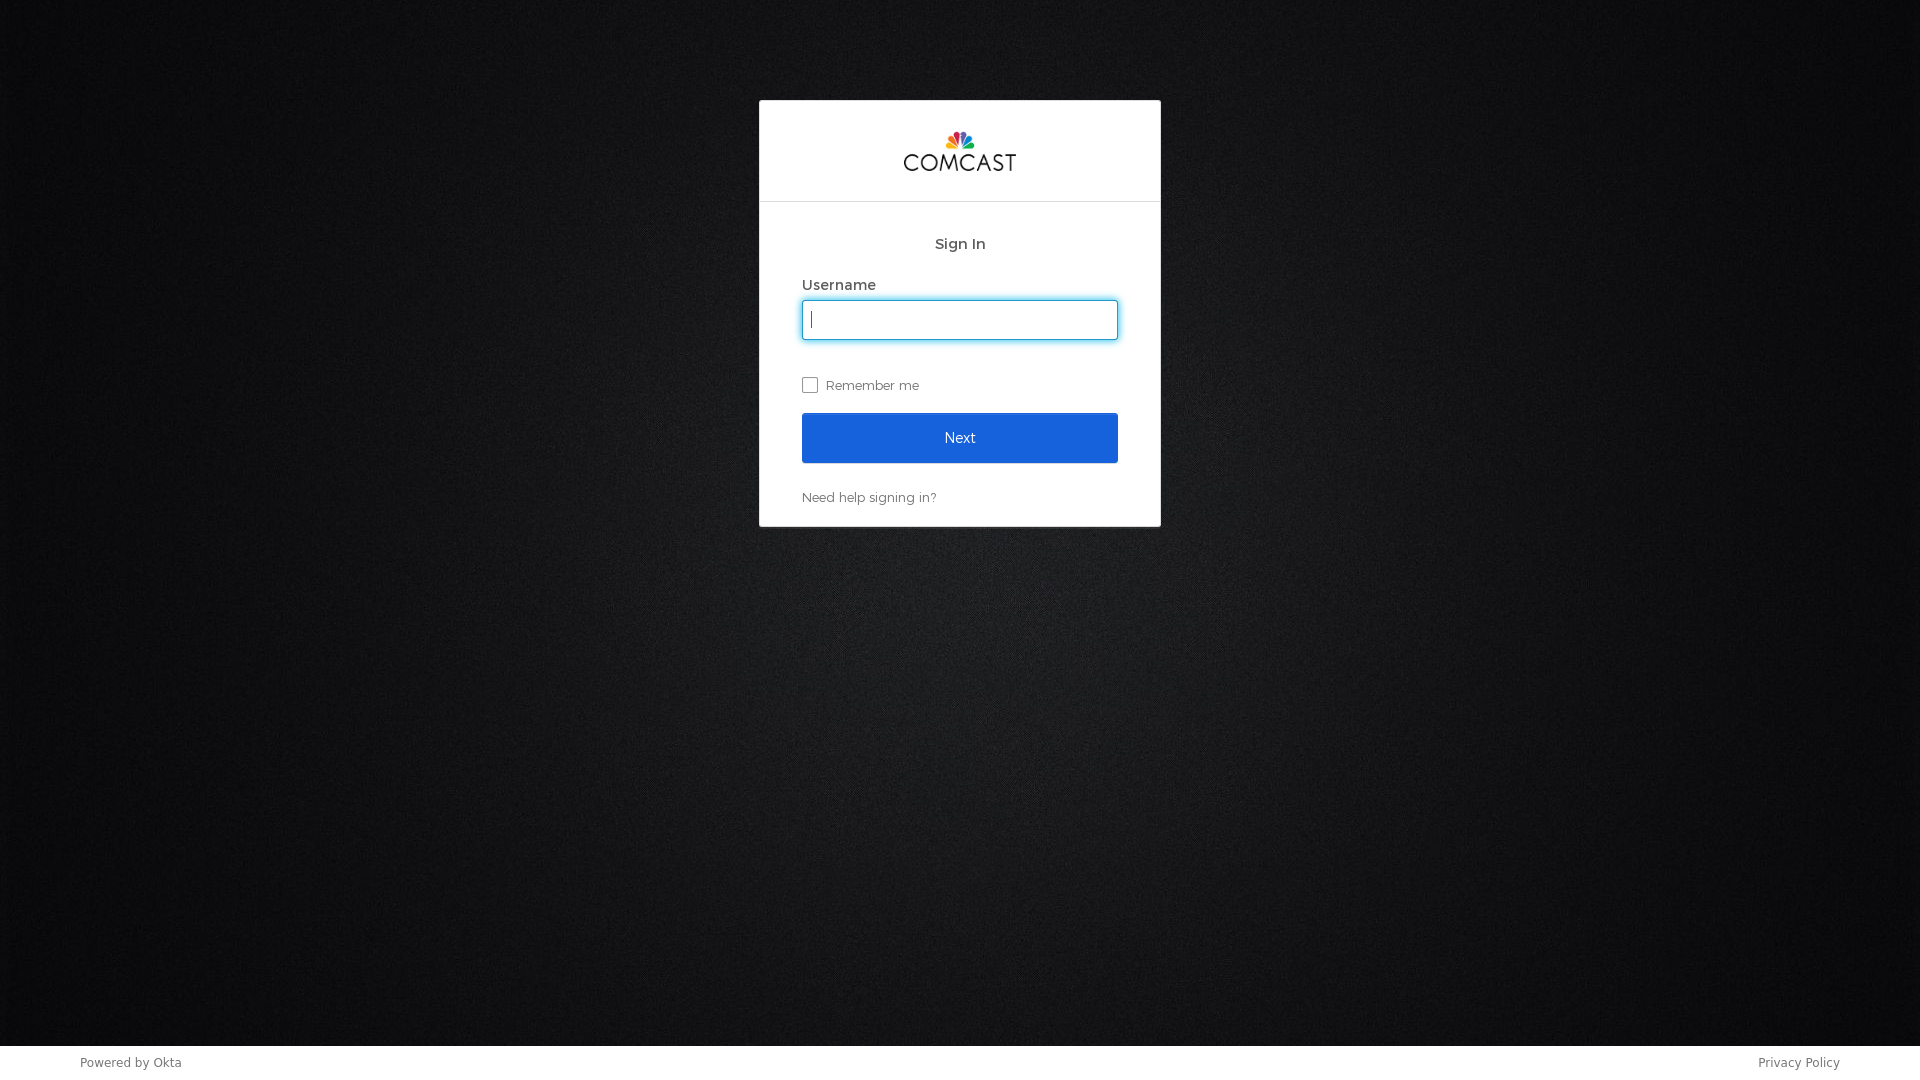 COMCAST
Sign In
Username
Remember me
Next
Need help signing in?
Powered by Okta
Privacy Policy